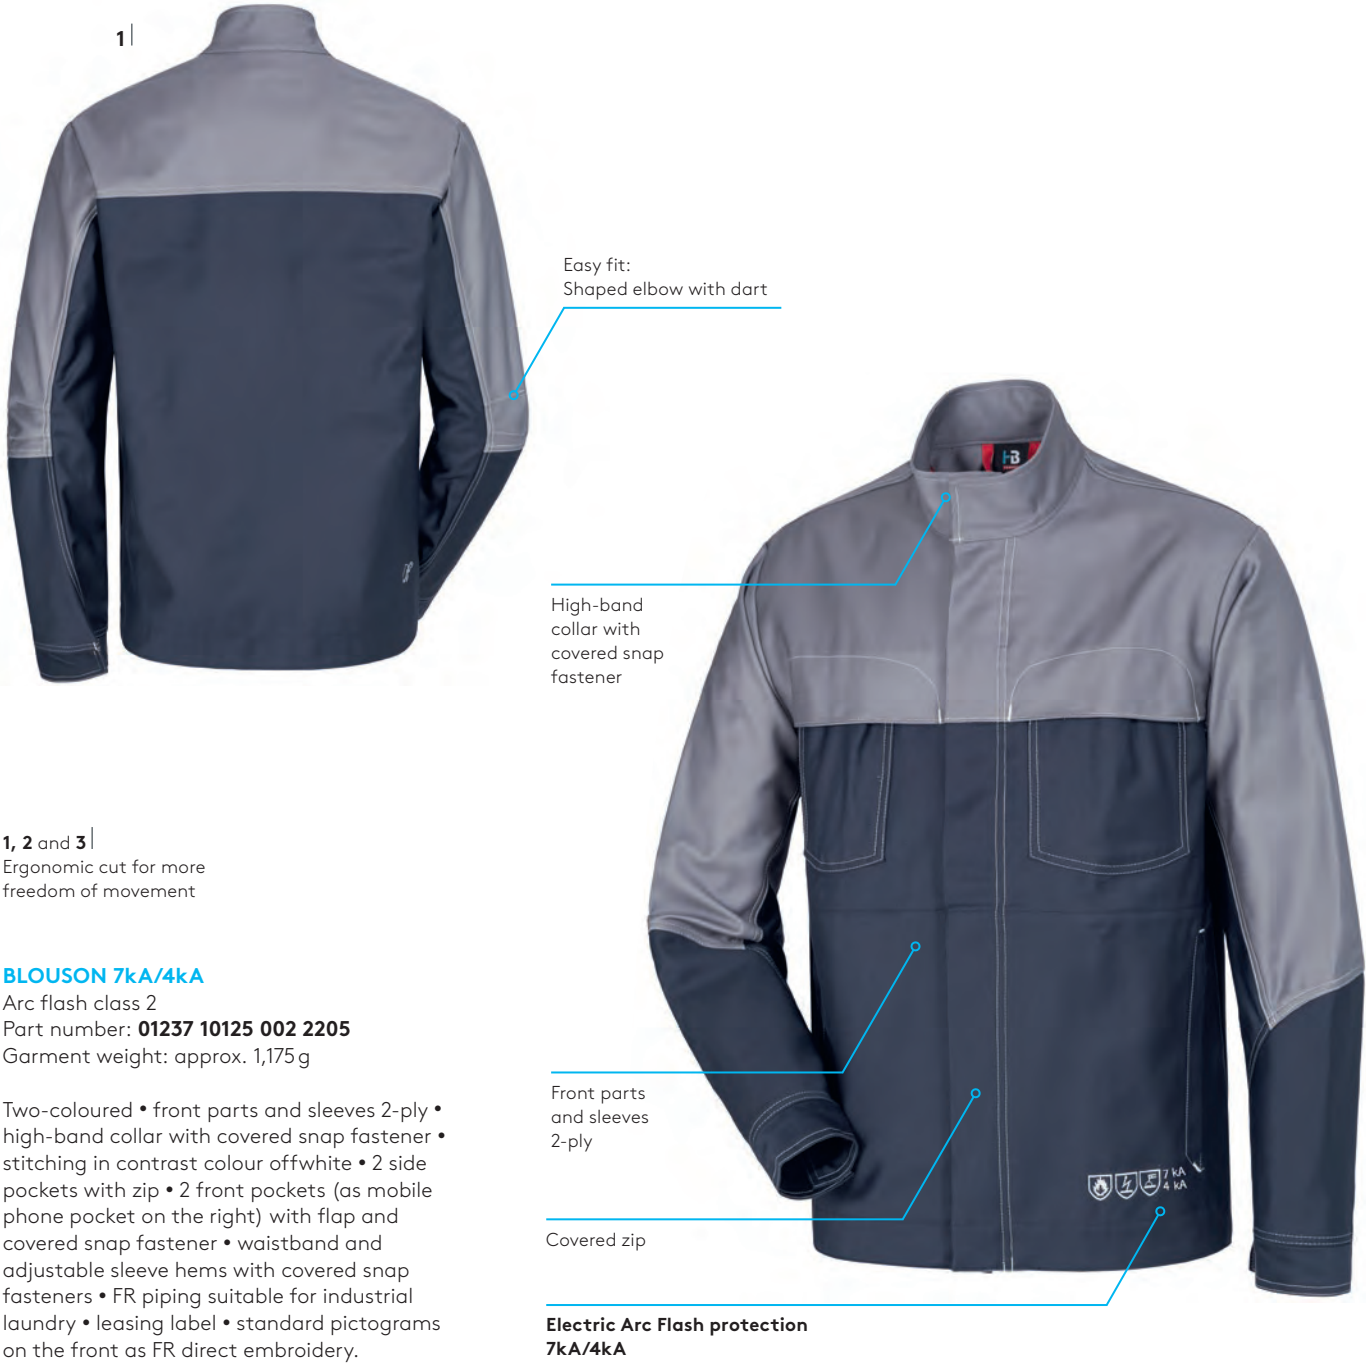 1
Easy fit:
Shaped elbow with dart
HB
High-band
collar with
covered snap
fastener
1, 2 and 3
Ergonomic cut for more
freedom of movement
BLOUSON 7kA/4kA
Arc flash class 2
Part number: 01237 10125 002 2205
Garment weight: approx. 1,175 g
Two-coloured • front parts and sleeves 2-ply •
high-band collar with covered snap fastener •
stitching in contrast colour offwhite • 2 side
pockets with zip • 2 front pockets (as mobile
phone pocket on the right) with flap and
covered snap fastener • waistband and
adjustable sleeve hems with covered snap
fasteners • FR piping suitable for industrial
laundry • leasing label • standard pictograms
on the front as FR direct embroidery.
Front parts
and sleeves
2-ply
7 kA
4 kA
Covered zip
Electric Arc Flash protection
7kA/4kA